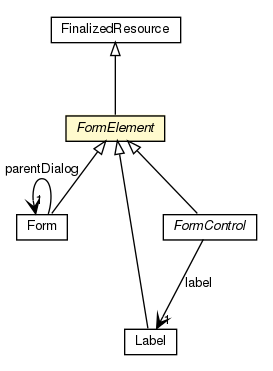 FinalizedResource
FormElement
parentDialog
1
Form
FormControl
label
1
Label